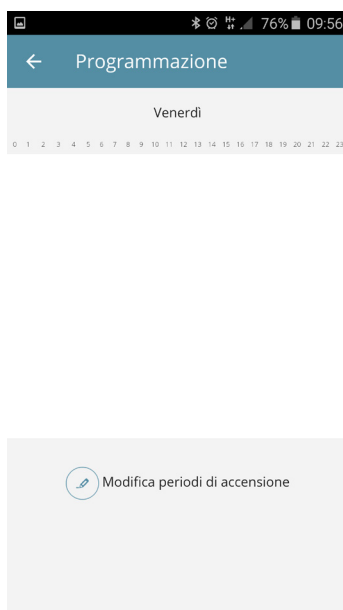 H+ 76% 09:56
Programmazione
Venerdì
0 1 2 3 4 5 6 7 8 9 10 11 12 13 14 15 16 17 18 19 20 21 22 23
Modifica periodi di accensione